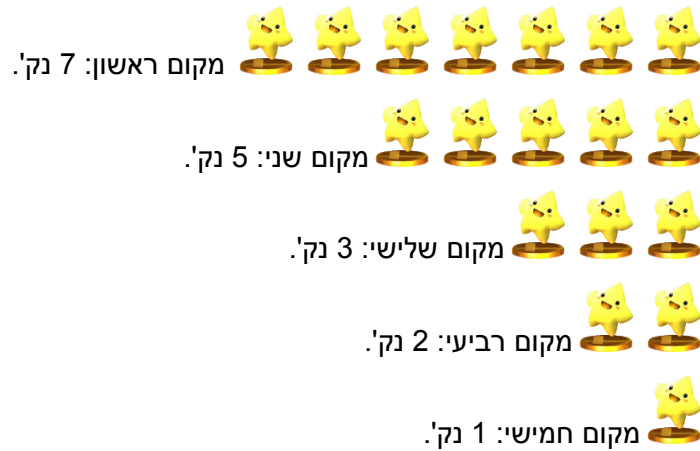 מקום ראשון: 7 נק'.
מקום שני: 5 נק'.
מקום שלישי: 3 נק'.
מקום רביעי: 2 נק'.
מקום חמישי: 1 נק'.